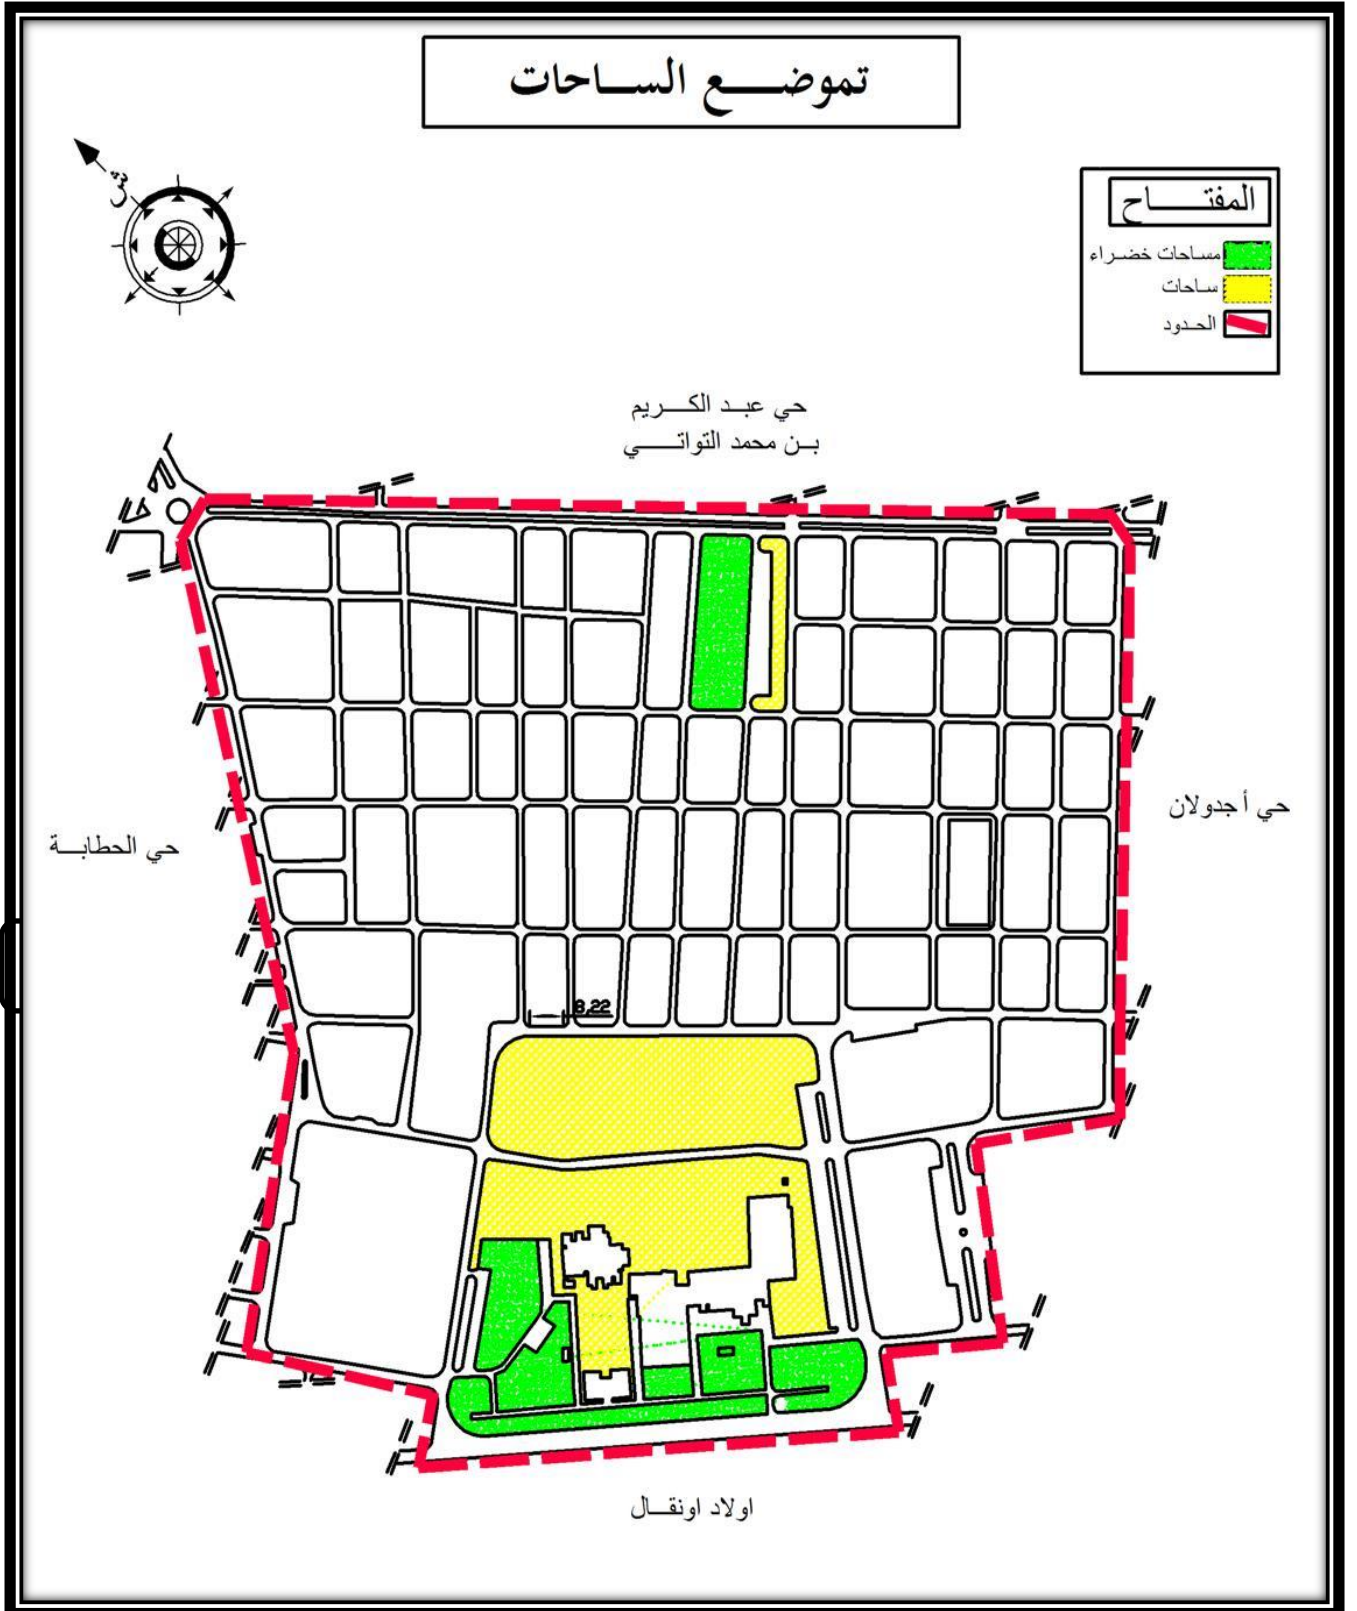 تموضع الساحات
ش
المفتاح
مساحات خضراء
ساحات
الحدود
حي عبد الكريم
بن محمد التواتي
حي أجدولان
حي الحطابة
8,22
اولاد اونقال